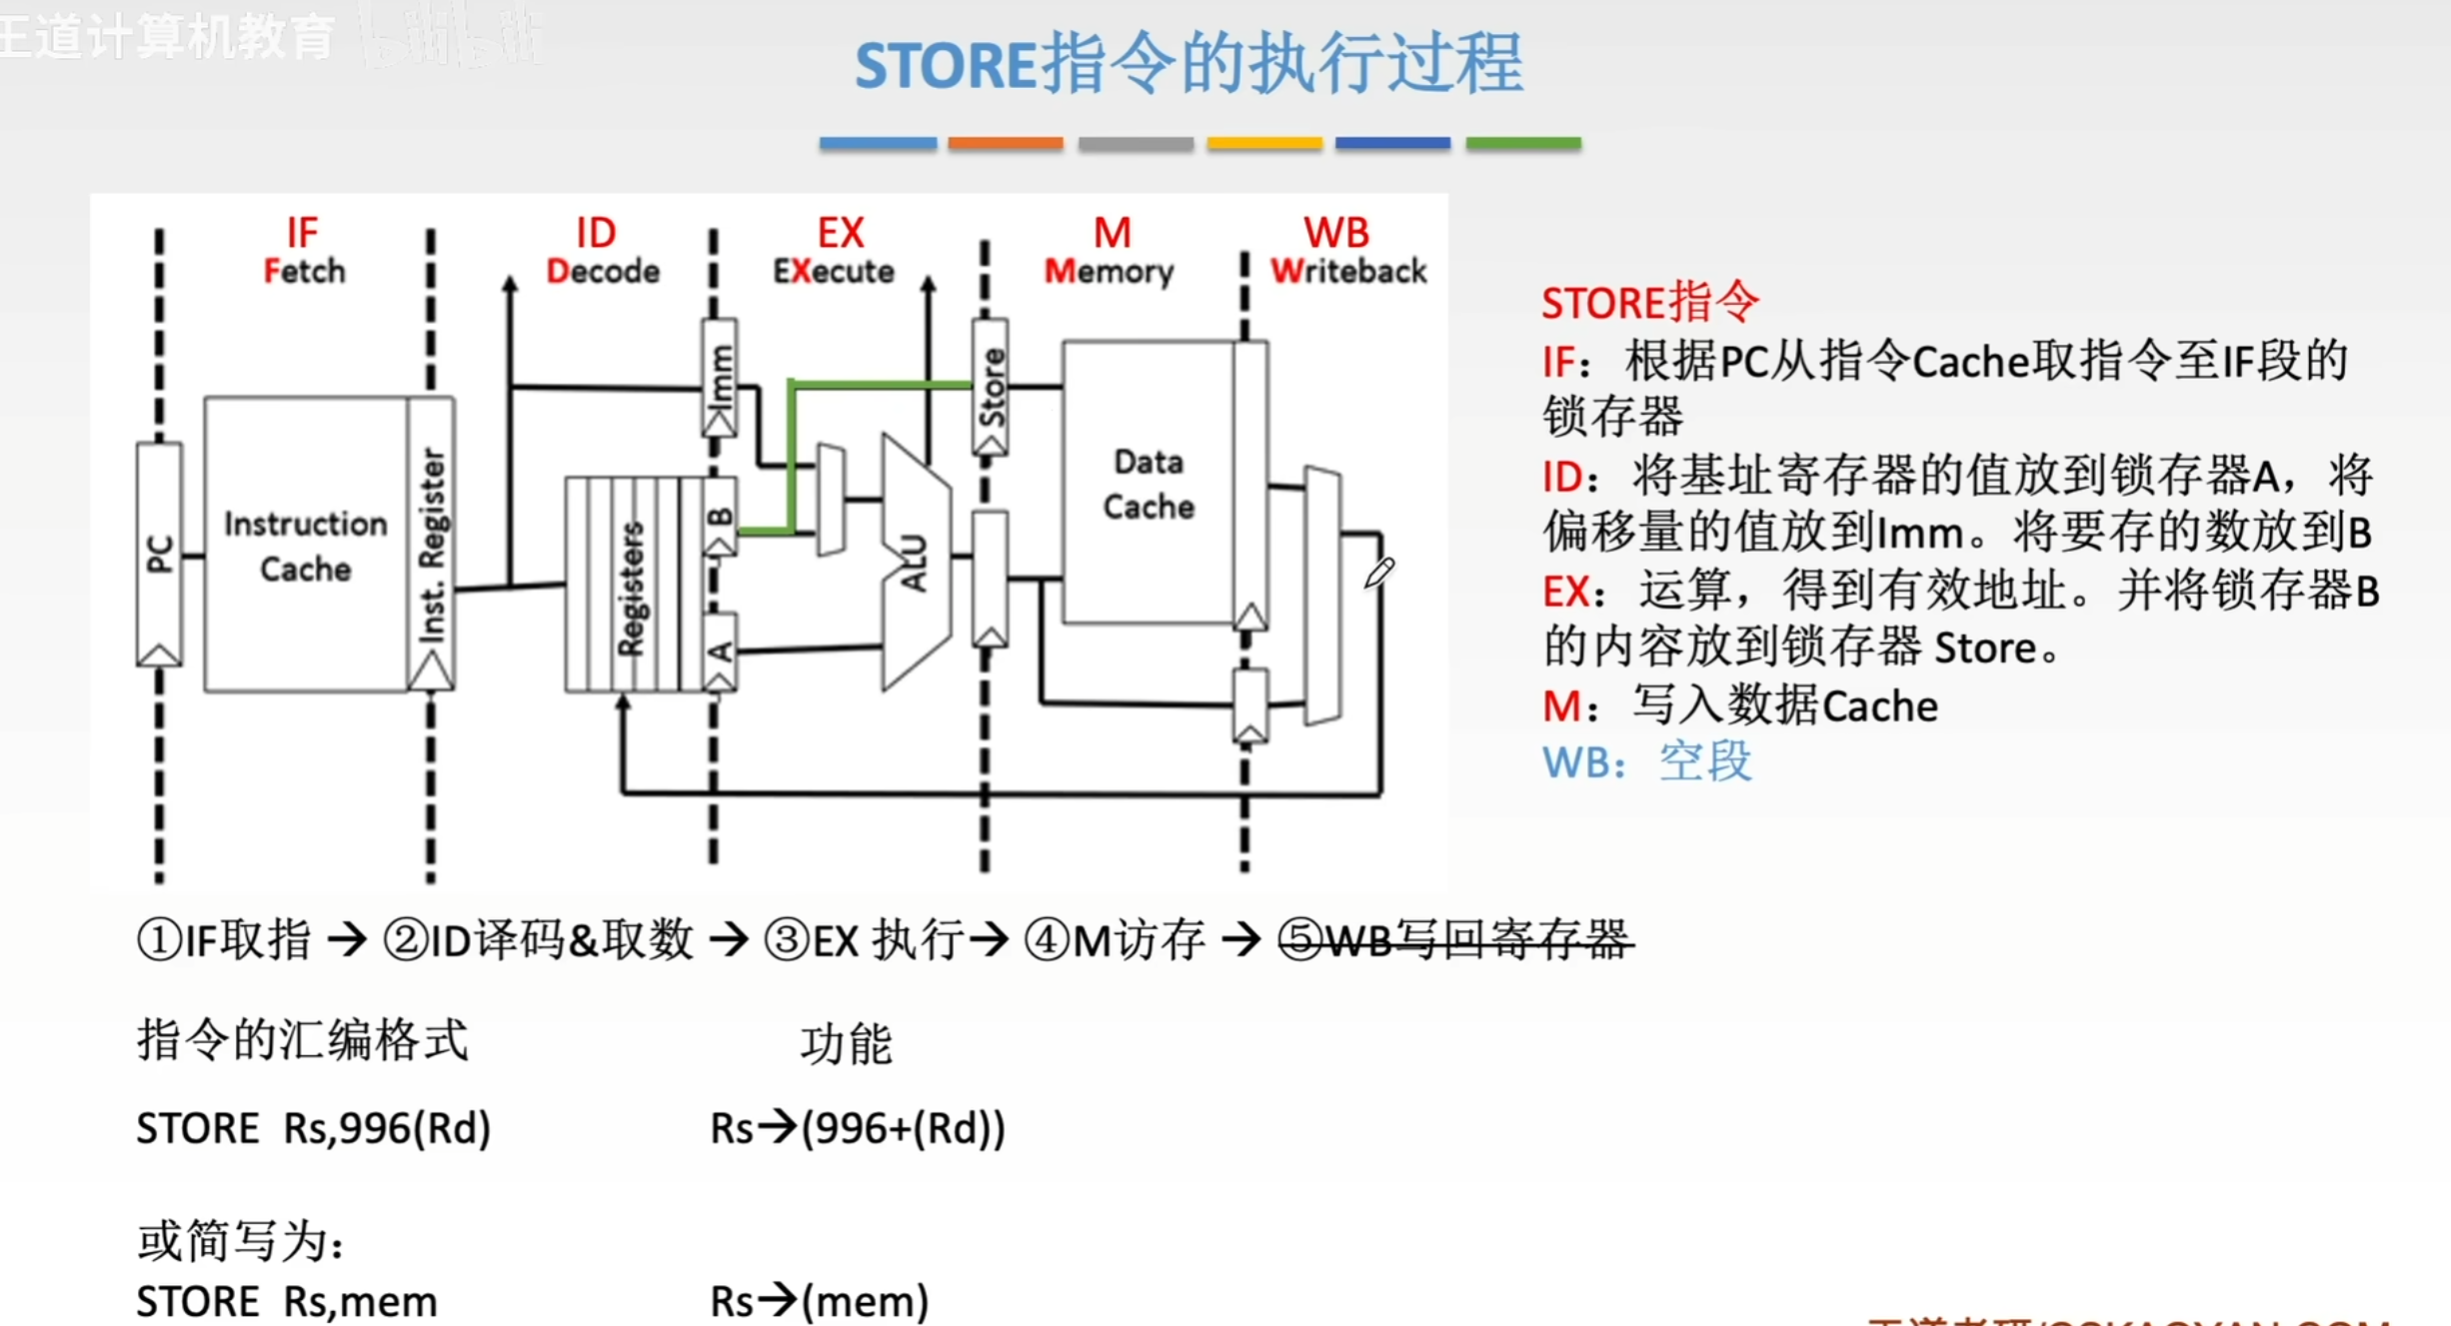 王道计算机教育 bilibili
STORE指令的执行过程
IF ID EX M WB
Fetch Decode EXecute Memory Writeback
PC
Instruction
Cache
Inst. Register
Registers
Imm
B
A
ALU
Store
Data
Cache
STORE指令
IF：根据PC从指令Cache取指令至IF段的
锁存器
ID：将基址寄存器的值放到锁存器A，将
偏移量的值放到Imm。将要存的数放到B
EX：运算，得到有效地址。并将锁存器B
的内容放到锁存器 Store。
M：写入数据Cache
WB：空段
①IF取指 → ②ID译码&取数 → ③EX 执行→ ④M访存 → ⑤WB写回寄存器
指令的汇编格式 功能
STORE Rs,996(Rd) Rs→(996+(Rd))
或简写为：
STORE Rs,mem Rs→(mem)